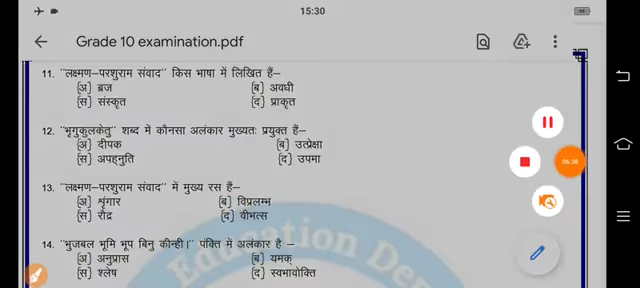 15:30
Grade 10 examination.pdf
11. "लक्ष्मण–परशुराम संवाद" किस भाषा में लिखित हैं–
(अ) ब्रज (ब) अवधी
(स) संस्कृत (द) प्राकृत
12. "भृगुकुलकेतु" शब्द में कौनसा अलंकार मुख्यतः प्रयुक्त हैं–
(अ) दीपक (ब) उत्प्रेक्षा
(स) अपह्नुति (द) उपमा
13. "लक्ष्मण–परशुराम संवाद" में मुख्य रस हैं–
(अ) शृंगार (ब) विप्रलम्भ
(स) रौद्र (द) वीभत्स
14. "भुजबल भूमि भूप बिनु कीन्ही।" पंक्ति में अलंकार है –
(अ) अनुप्रास (ब) यमक्
(स) श्लेष (द) स्वभावोक्ति
Education Dep